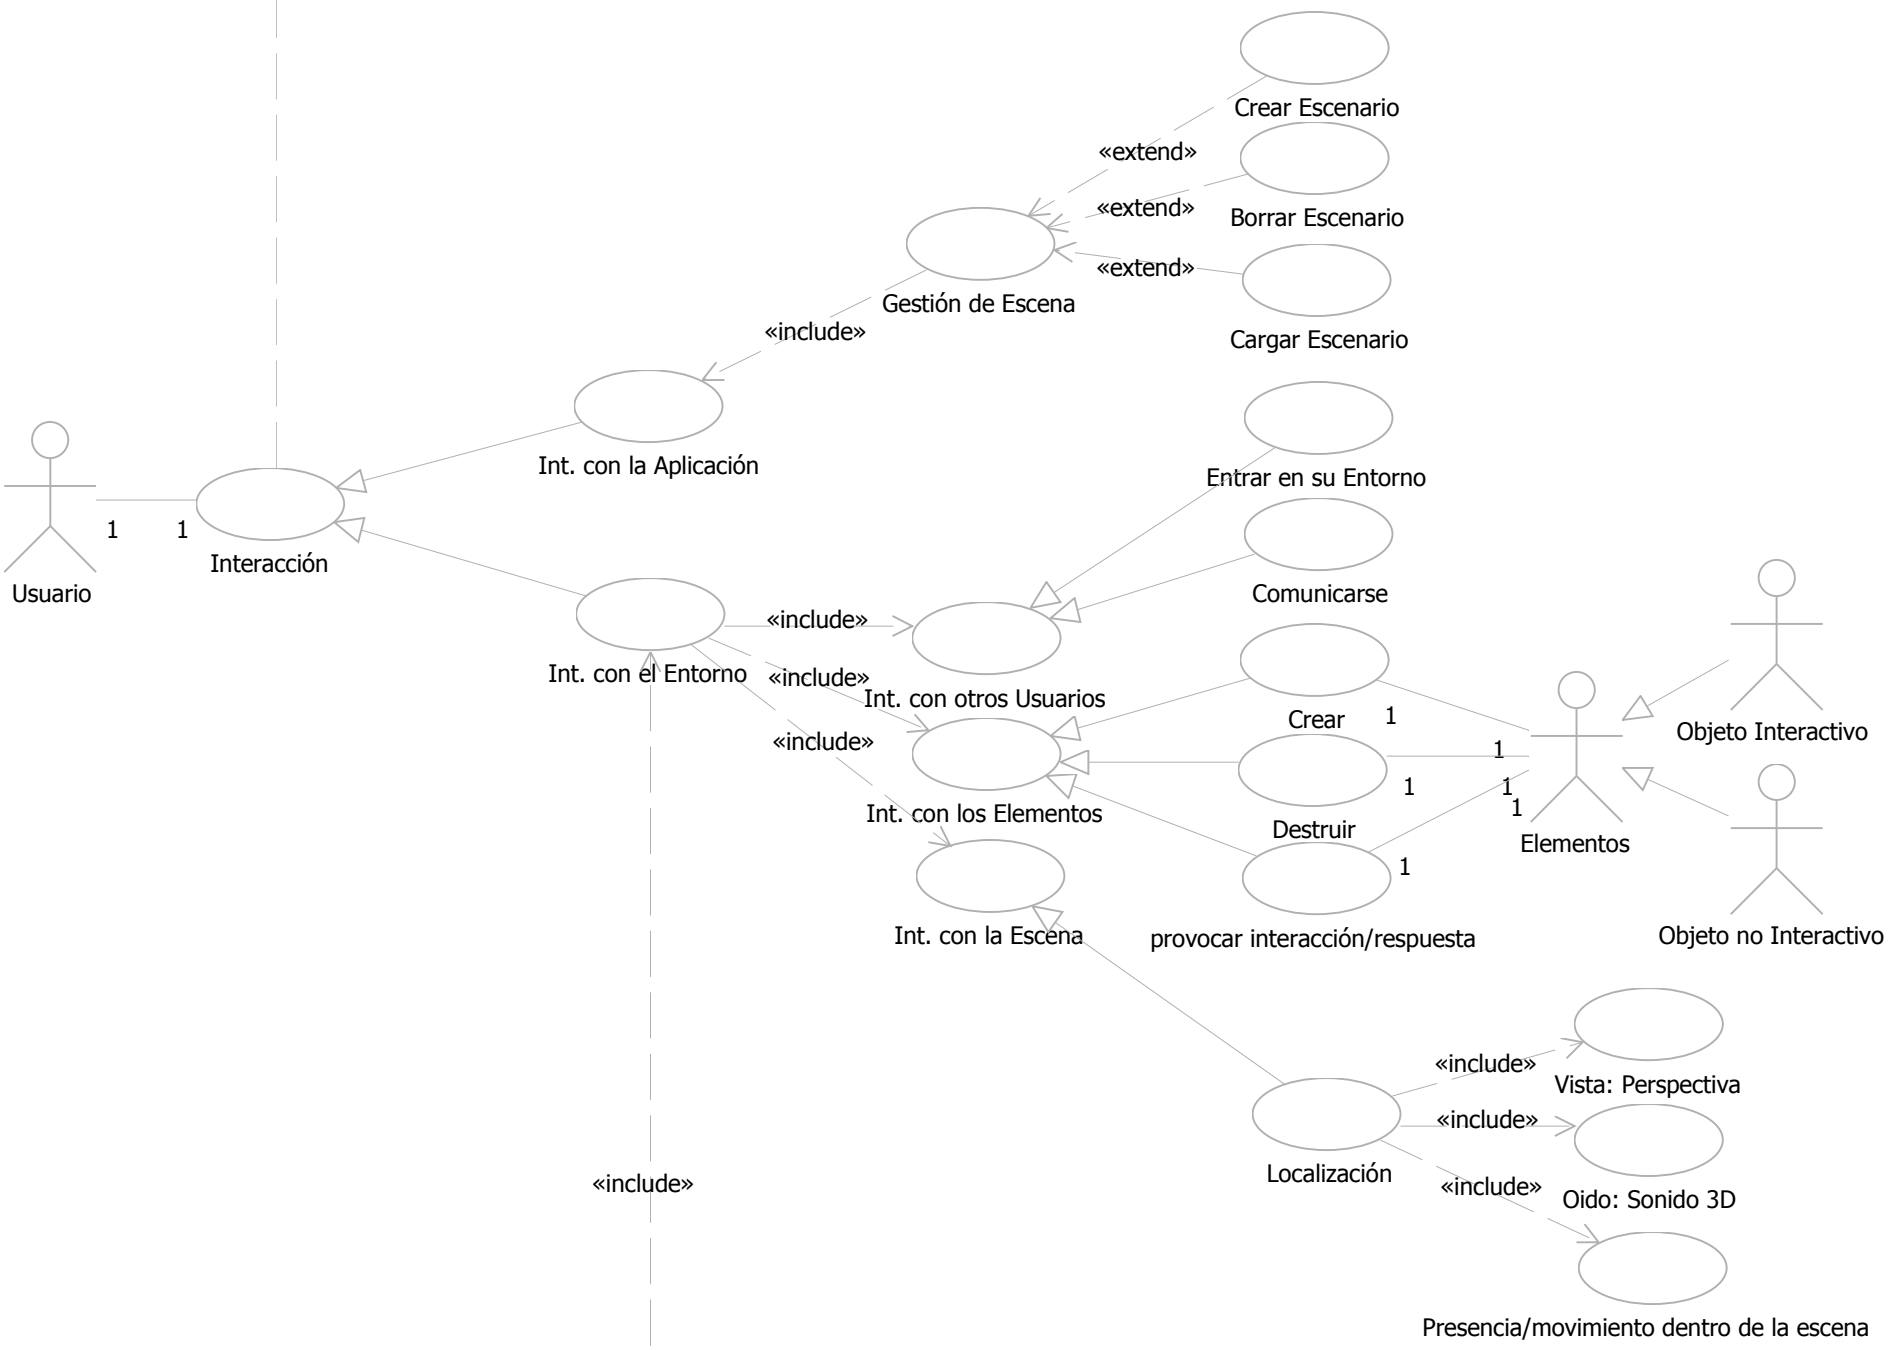 Crear Escenario
«extend»
«extend»
Borrar Escenario
«extend»
Gestión de Escena
«include»
Cargar Escenario
Int. con la Aplicación
Entrar en su Entorno
1
1
Interacción
Usuario
Comunicarse
«include»
Int. con el Entorno
«include»
Int. con otros Usuarios
Crear
1
Objeto Interactivo
«include»
1
1
1
1
Int. con los Elementos
Destruir
Elementos
1
Int. con la Escena
provocar interacción/respuesta
Objeto no Interactivo
«include»
Vista: Perspectiva
«include»
Localización
«include»
«include»
Oido: Sonido 3D
Presencia/movimiento dentro de la escena